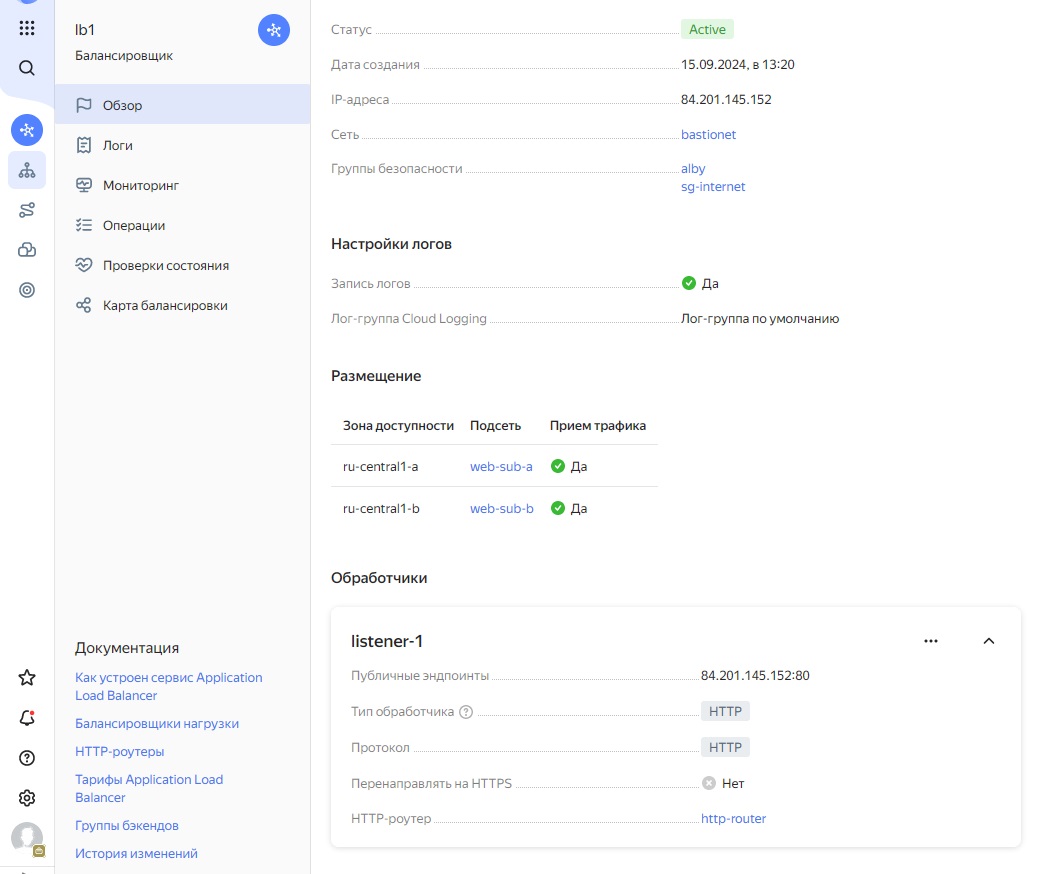 lb1
Балансировщик
Обзор
Логи
Мониторинг
Операции
Проверки состояния
Карта балансировки
Документация
Как устроен сервис Application
Load Balancer
Балансировщики нагрузки
HTTP-роутеры
Тарифы Application Load
Balancer
Группы бэкендов
История изменений
Статус Active
Дата создания 15.09.2024, в 13:20
IP-адреса 84.201.145.152
Сеть bastionet
Группы безопасности alby
sg-internet
Настройки логов
Запись логов Да
Лог-группа Cloud Logging Лог-группа по умолчанию
Размещение
Зона доступности Подсеть Прием трафика
ru-central1-a web-sub-a Да
ru-central1-b web-sub-b Да
Обработчики
listener-1
Публичные эндпоинты 84.201.145.152:80
Тип обработчика HTTP
Протокол HTTP
Перенаправлять на HTTPS Нет
HTTP-роутер http-router